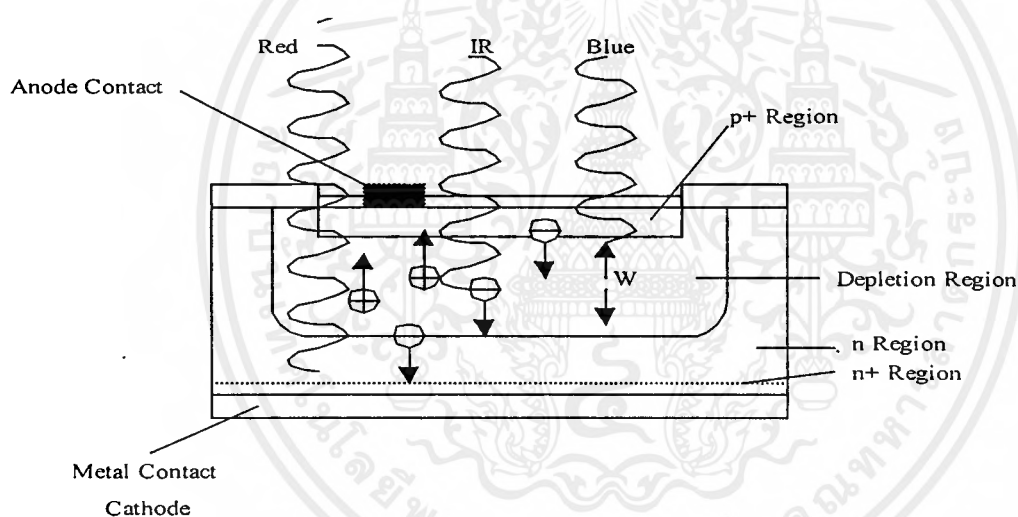 Red
IR
Blue
Anode Contact
p+ Region
W
Depletion Region
n Region
n+ Region
Metal Contact
Cathode